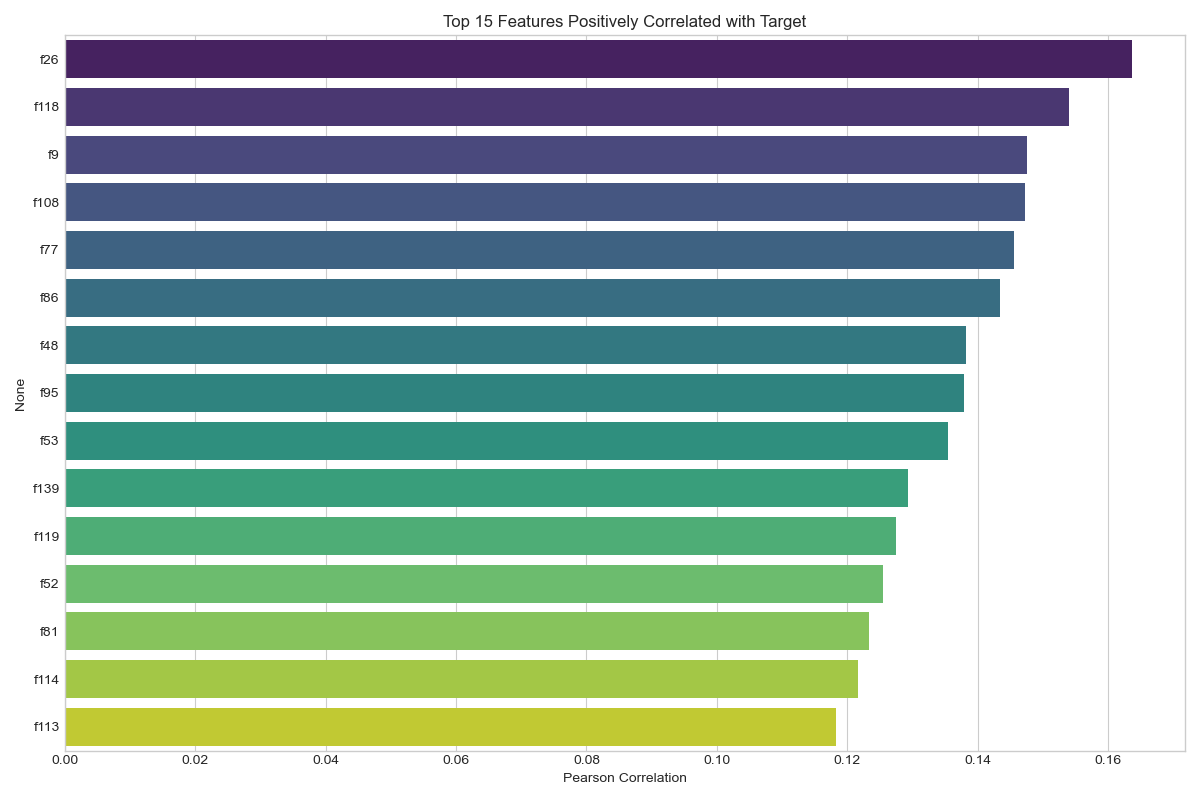 Top 15 Features Positively Correlated with Target
f26
f118
f9
f108
f77
f86
f48
f95
f53
f139
f119
f52
f81
f114
f113
None
0.00 0.02 0.04 0.06 0.08 0.10 0.12 0.14 0.16
Pearson Correlation